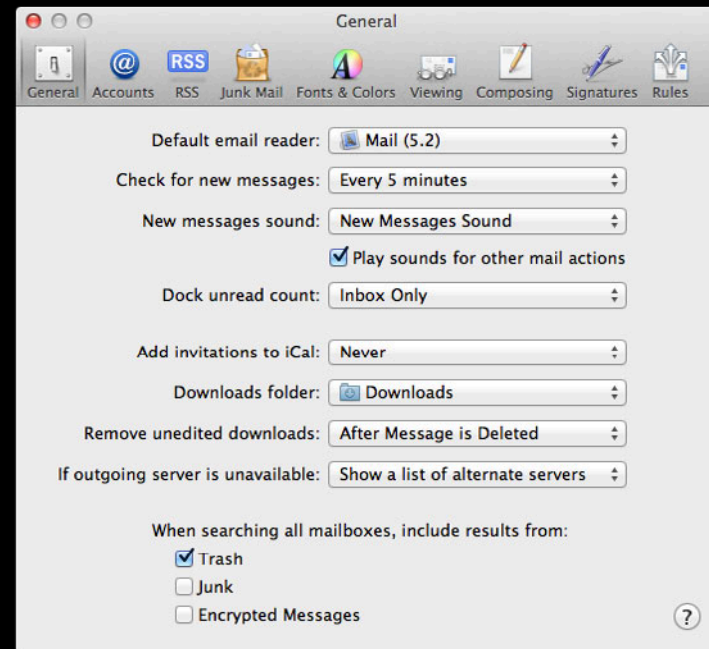 General
RSS
General Accounts RSS Junk Mail Fonts & Colors Viewing Composing Signatures Rules
Default email reader: Mail (5.2)
Check for new messages: Every 5 minutes
New messages sound: New Messages Sound
Play sounds for other mail actions
Dock unread count: Inbox Only
Add invitations to iCal: Never
Downloads folder: Downloads
Remove unedited downloads: After Message is Deleted
If outgoing server is unavailable: Show a list of alternate servers
When searching all mailboxes, include results from:
Trash
Junk
Encrypted Messages
?